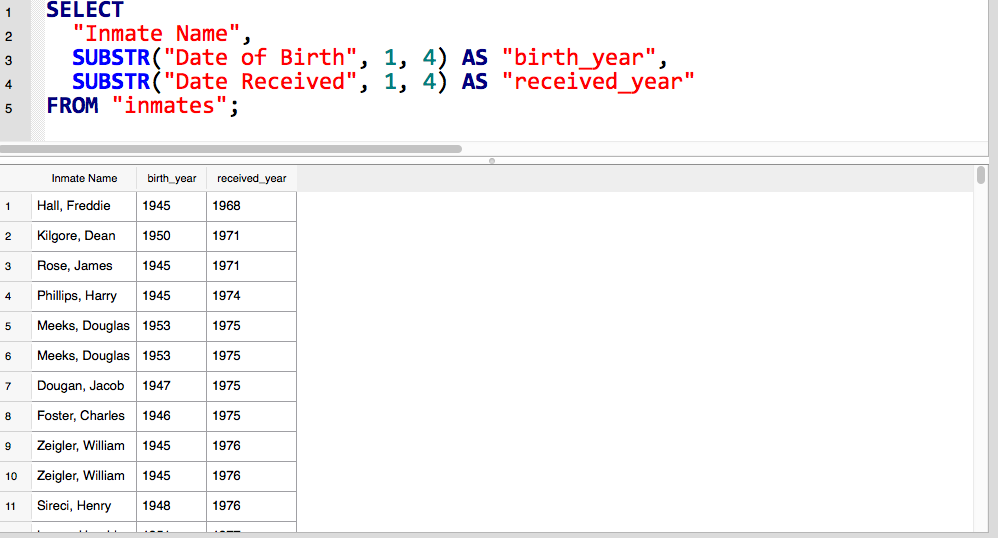 1 SELECT
2 "Inmate Name",
3 SUBSTR("Date of Birth", 1, 4) AS "birth_year",
4 SUBSTR("Date Received", 1, 4) AS "received_year"
5 FROM "inmates";
Inmate Name birth_year received_year
1 Hall, Freddie 1945 1968
2 Kilgore, Dean 1950 1971
3 Rose, James 1945 1971
4 Phillips, Harry 1945 1974
5 Meeks, Douglas 1953 1975
6 Meeks, Douglas 1953 1975
7 Dougan, Jacob 1947 1975
8 Foster, Charles 1946 1975
9 Zeigler, William 1945 1976
10 Zeigler, William 1945 1976
11 Sireci, Henry 1948 1976